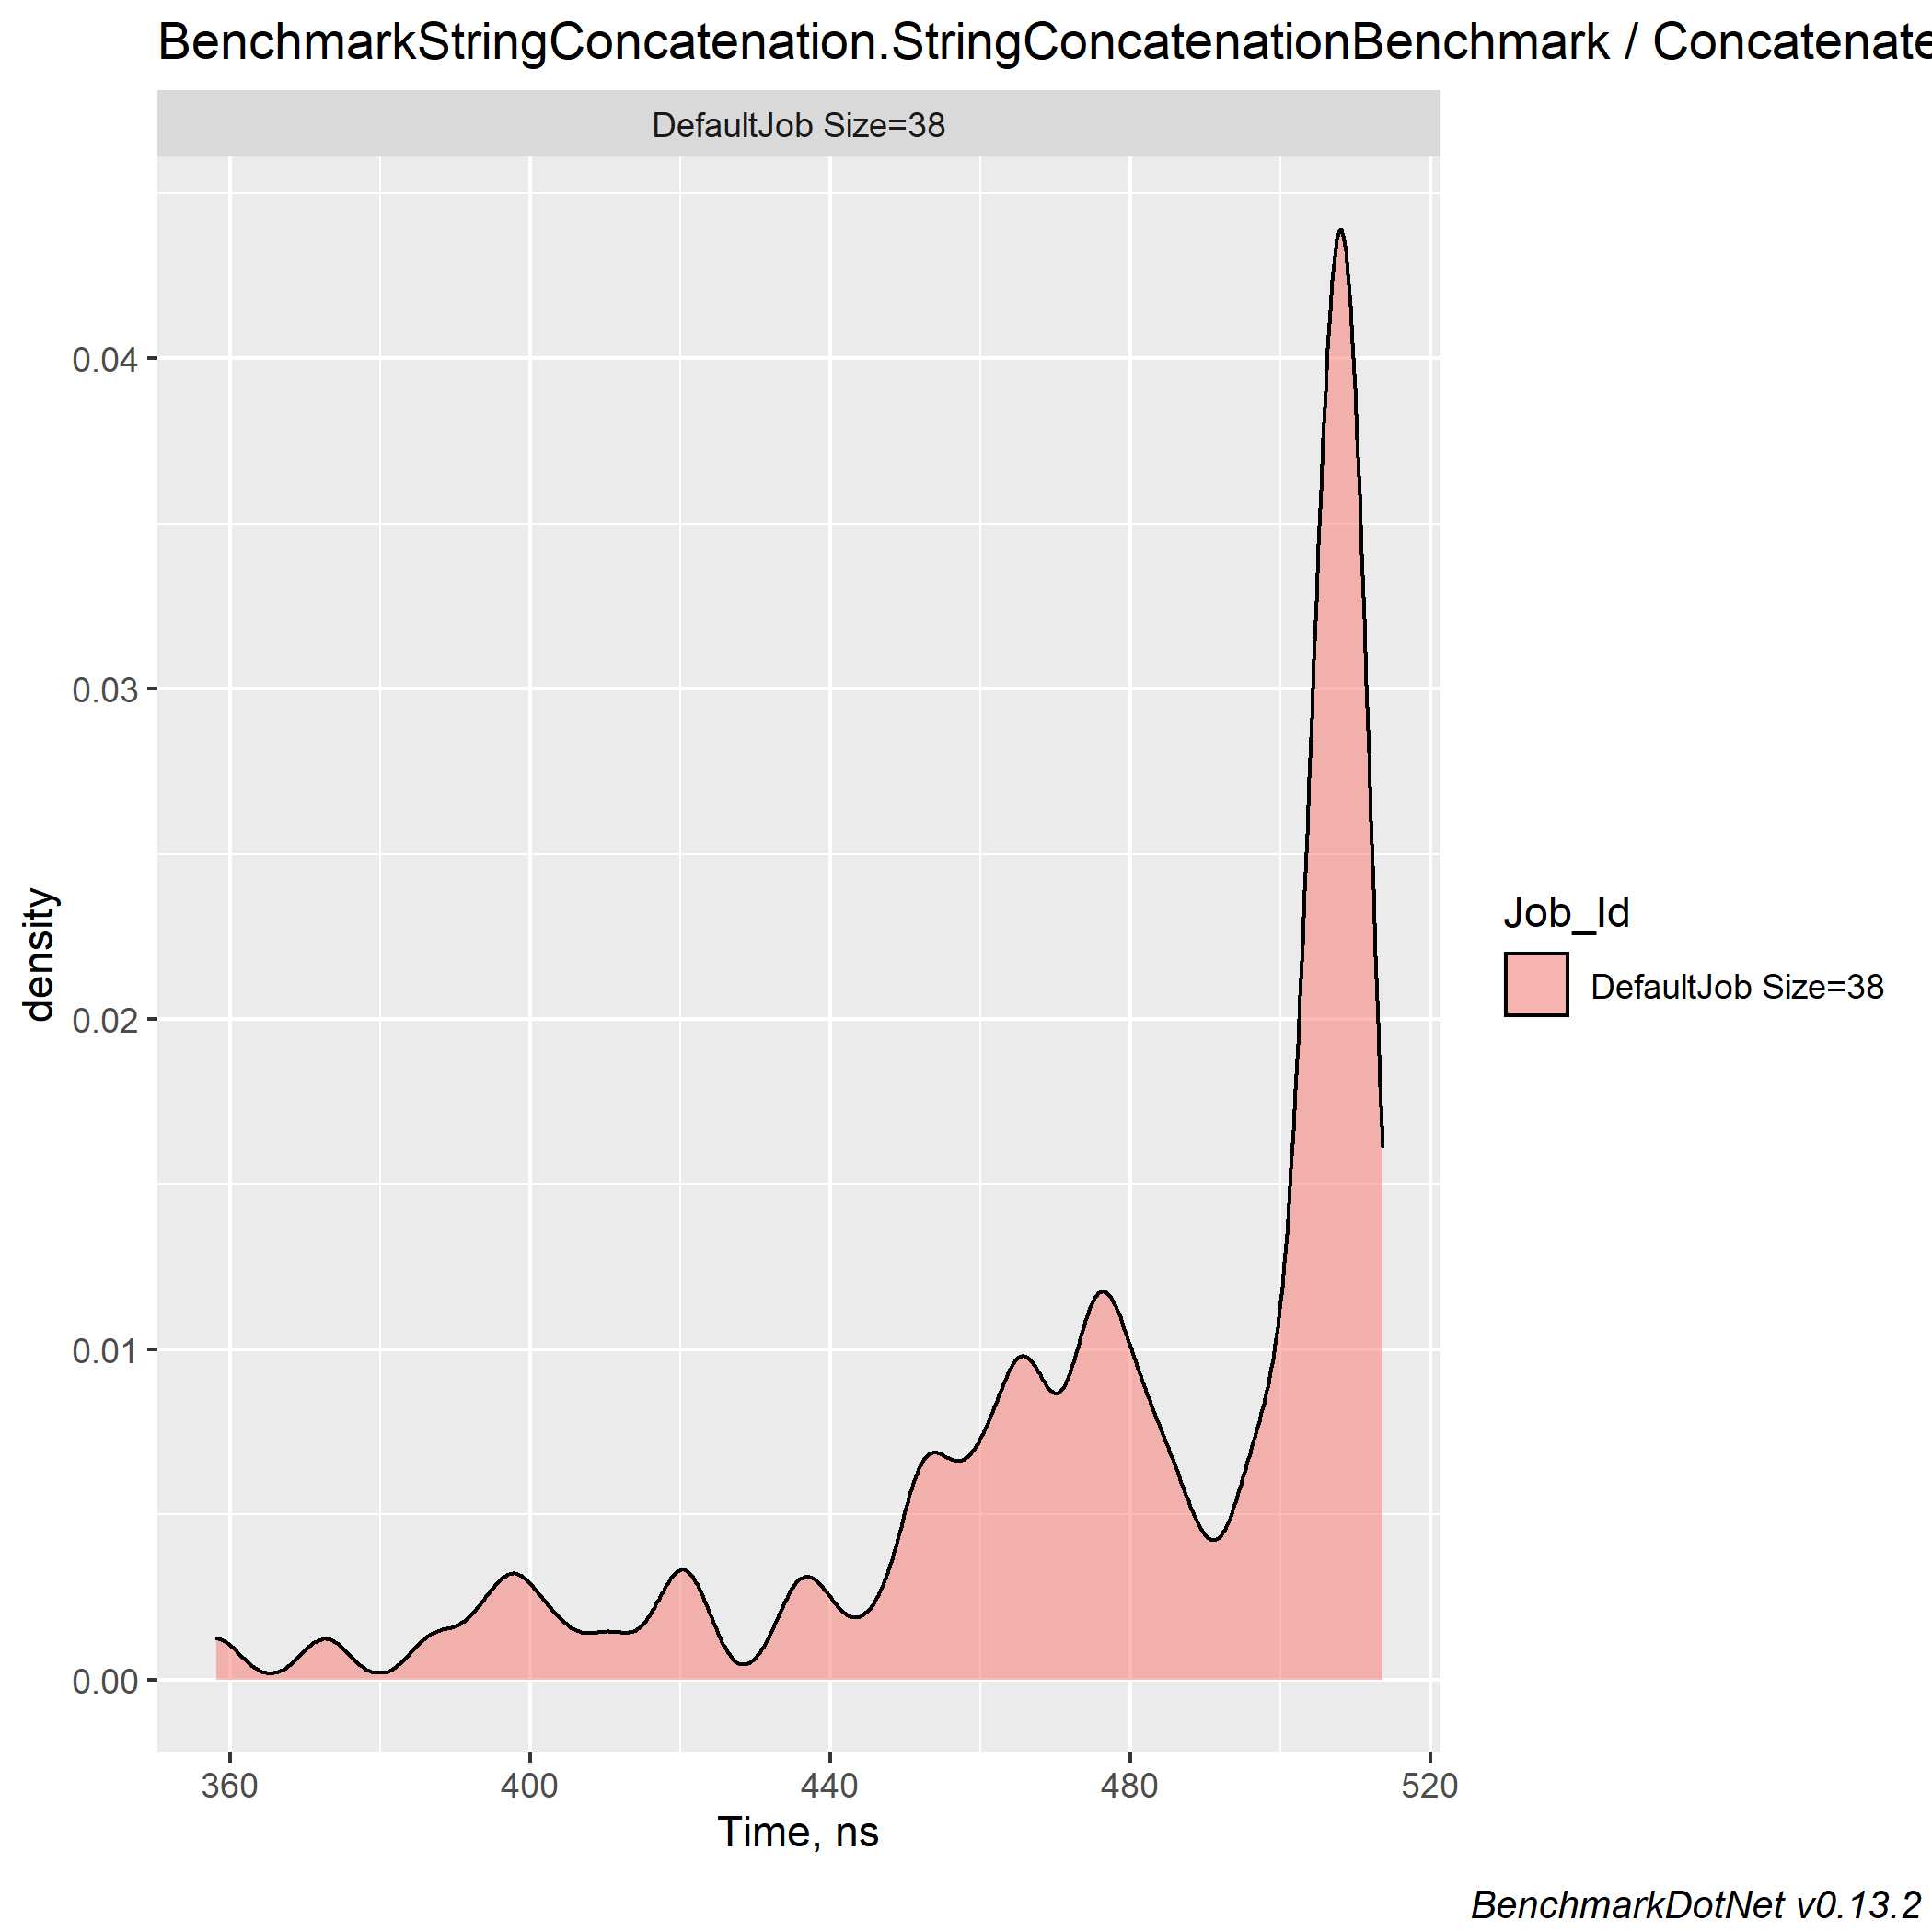 BenchmarkStringConcatenation.StringConcatenationBenchmark / Concatenate
DefaultJob Size=38
0.04
0.03
0.02
0.01
0.00
density
360 400 440 480 520
Time, ns
Job_Id
DefaultJob Size=38
BenchmarkDotNet v0.13.2